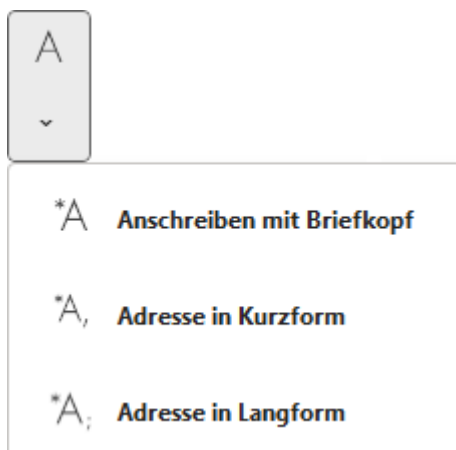 A
*A Anschreiben mit Briefkopf
*A, Adresse in Kurzform
*A; Adresse in Langform